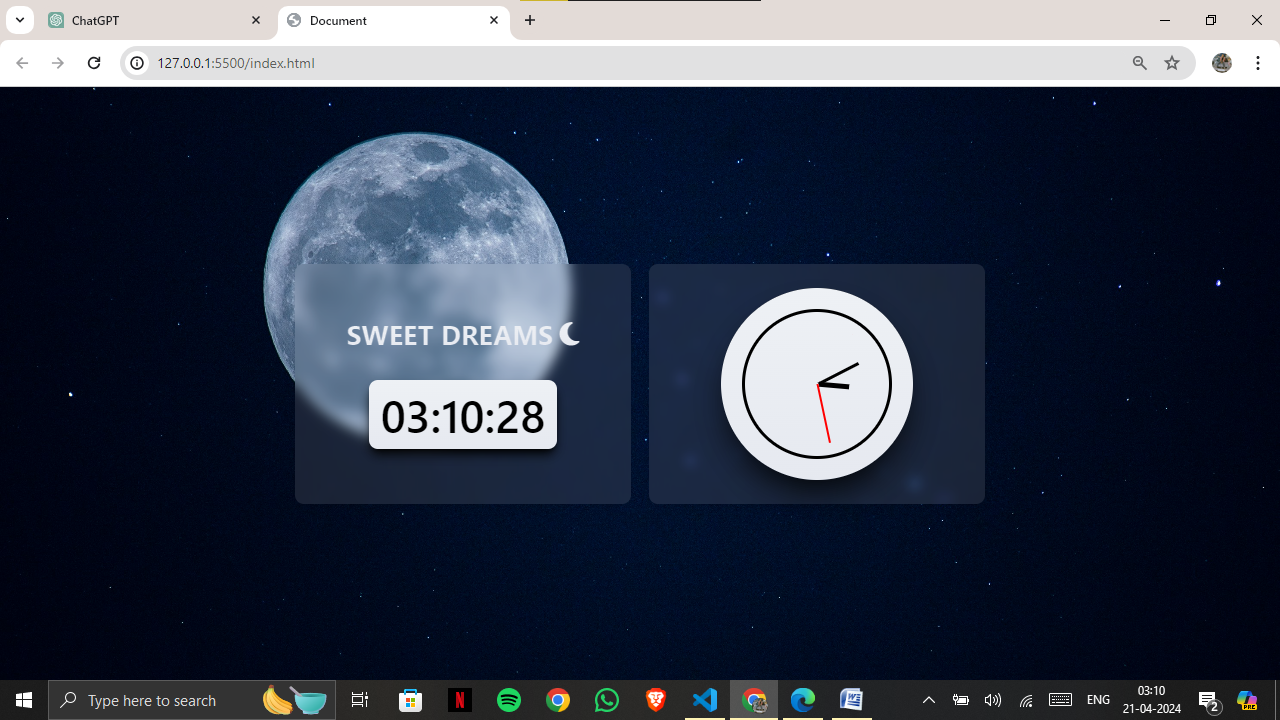 ChatGPT
Document
127.0.0.1:5500/index.html
SWEET DREAMS
03:10:28
Type here to search
N
W
ENG
03:10
21-04-2024
2
PRE